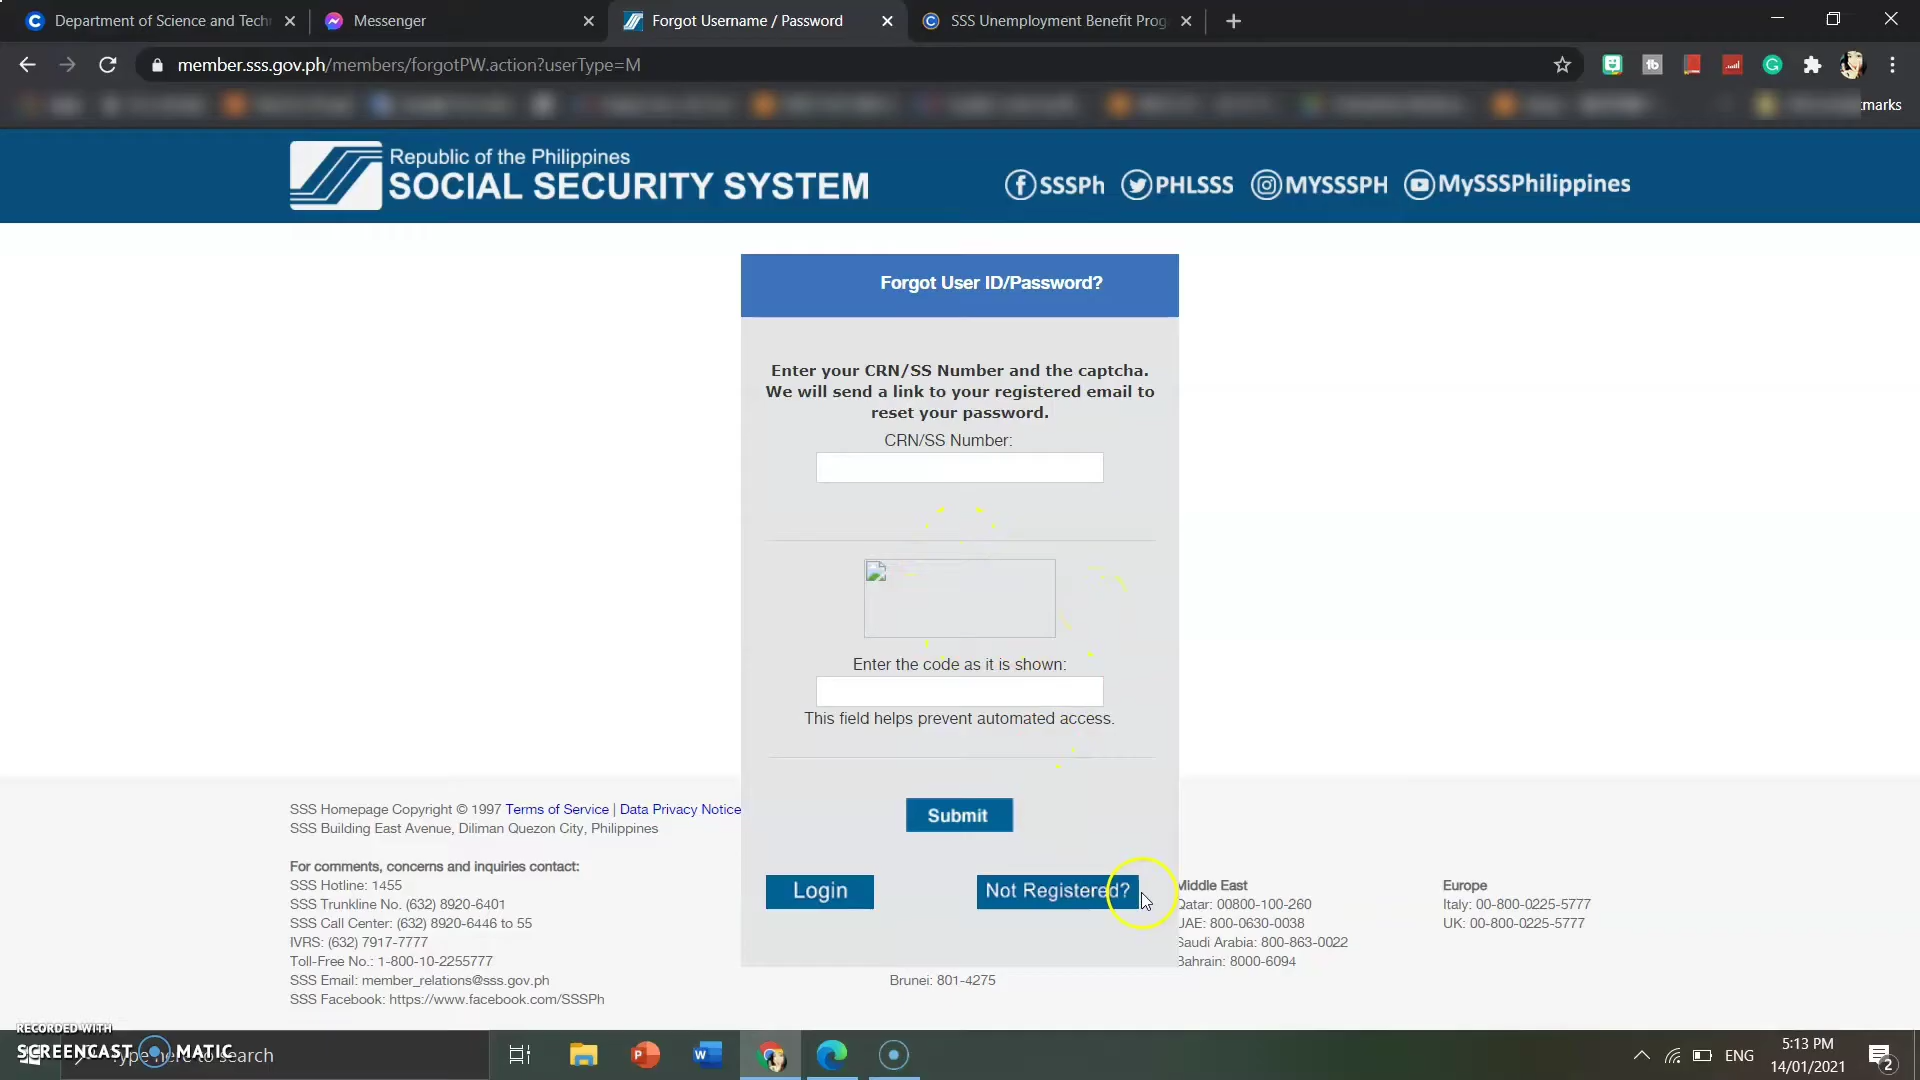 Department of Science and Tech
Messenger
Forgot Username / Password
SSS Unemployment Benefit Prog
member.sss.gov.ph/members/forgotPW.action?userType=M
marks
Republic of the Philippines
SOCIAL SECURITY SYSTEM
SSSPh
PHLSSS
MYSSSPH
MySSSPhilippines
Forgot User ID/Password?
Enter your CRN/SS Number and the captcha.
We will send a link to your registered email to
reset your password.
CRN/SS Number:
Enter the code as it is shown:
This field helps prevent automated access.
Submit
Login
Not Registered?
SSS Homepage Copyright © 1997 Terms of Service | Data Privacy Notice
SSS Building East Avenue, Diliman Quezon City, Philippines
For comments, concerns and inquiries contact:
SSS Hotline: 1455
SSS Trunkline No. (632) 8920-6401
SSS Call Center: (632) 8920-6446 to 55
IVRS: (632) 7917-7777
Toll-Free No.: 1-800-10-2255777
SSS Email: member_relations@sss.gov.ph
SSS Facebook: https://www.facebook.com/SSSPh
Brunei: 801-4275
Middle East
Qatar: 00800-100-260
UAE: 800-0630-0038
Saudi Arabia: 800-863-0022
Bahrain: 8000-6094
Europe
Italy: 00-800-0225-5777
UK: 00-800-0225-5777
RECORDED WITH
SCREENCAST MATIC
Type here to search
ENG
5:13 PM
14/01/2021
2